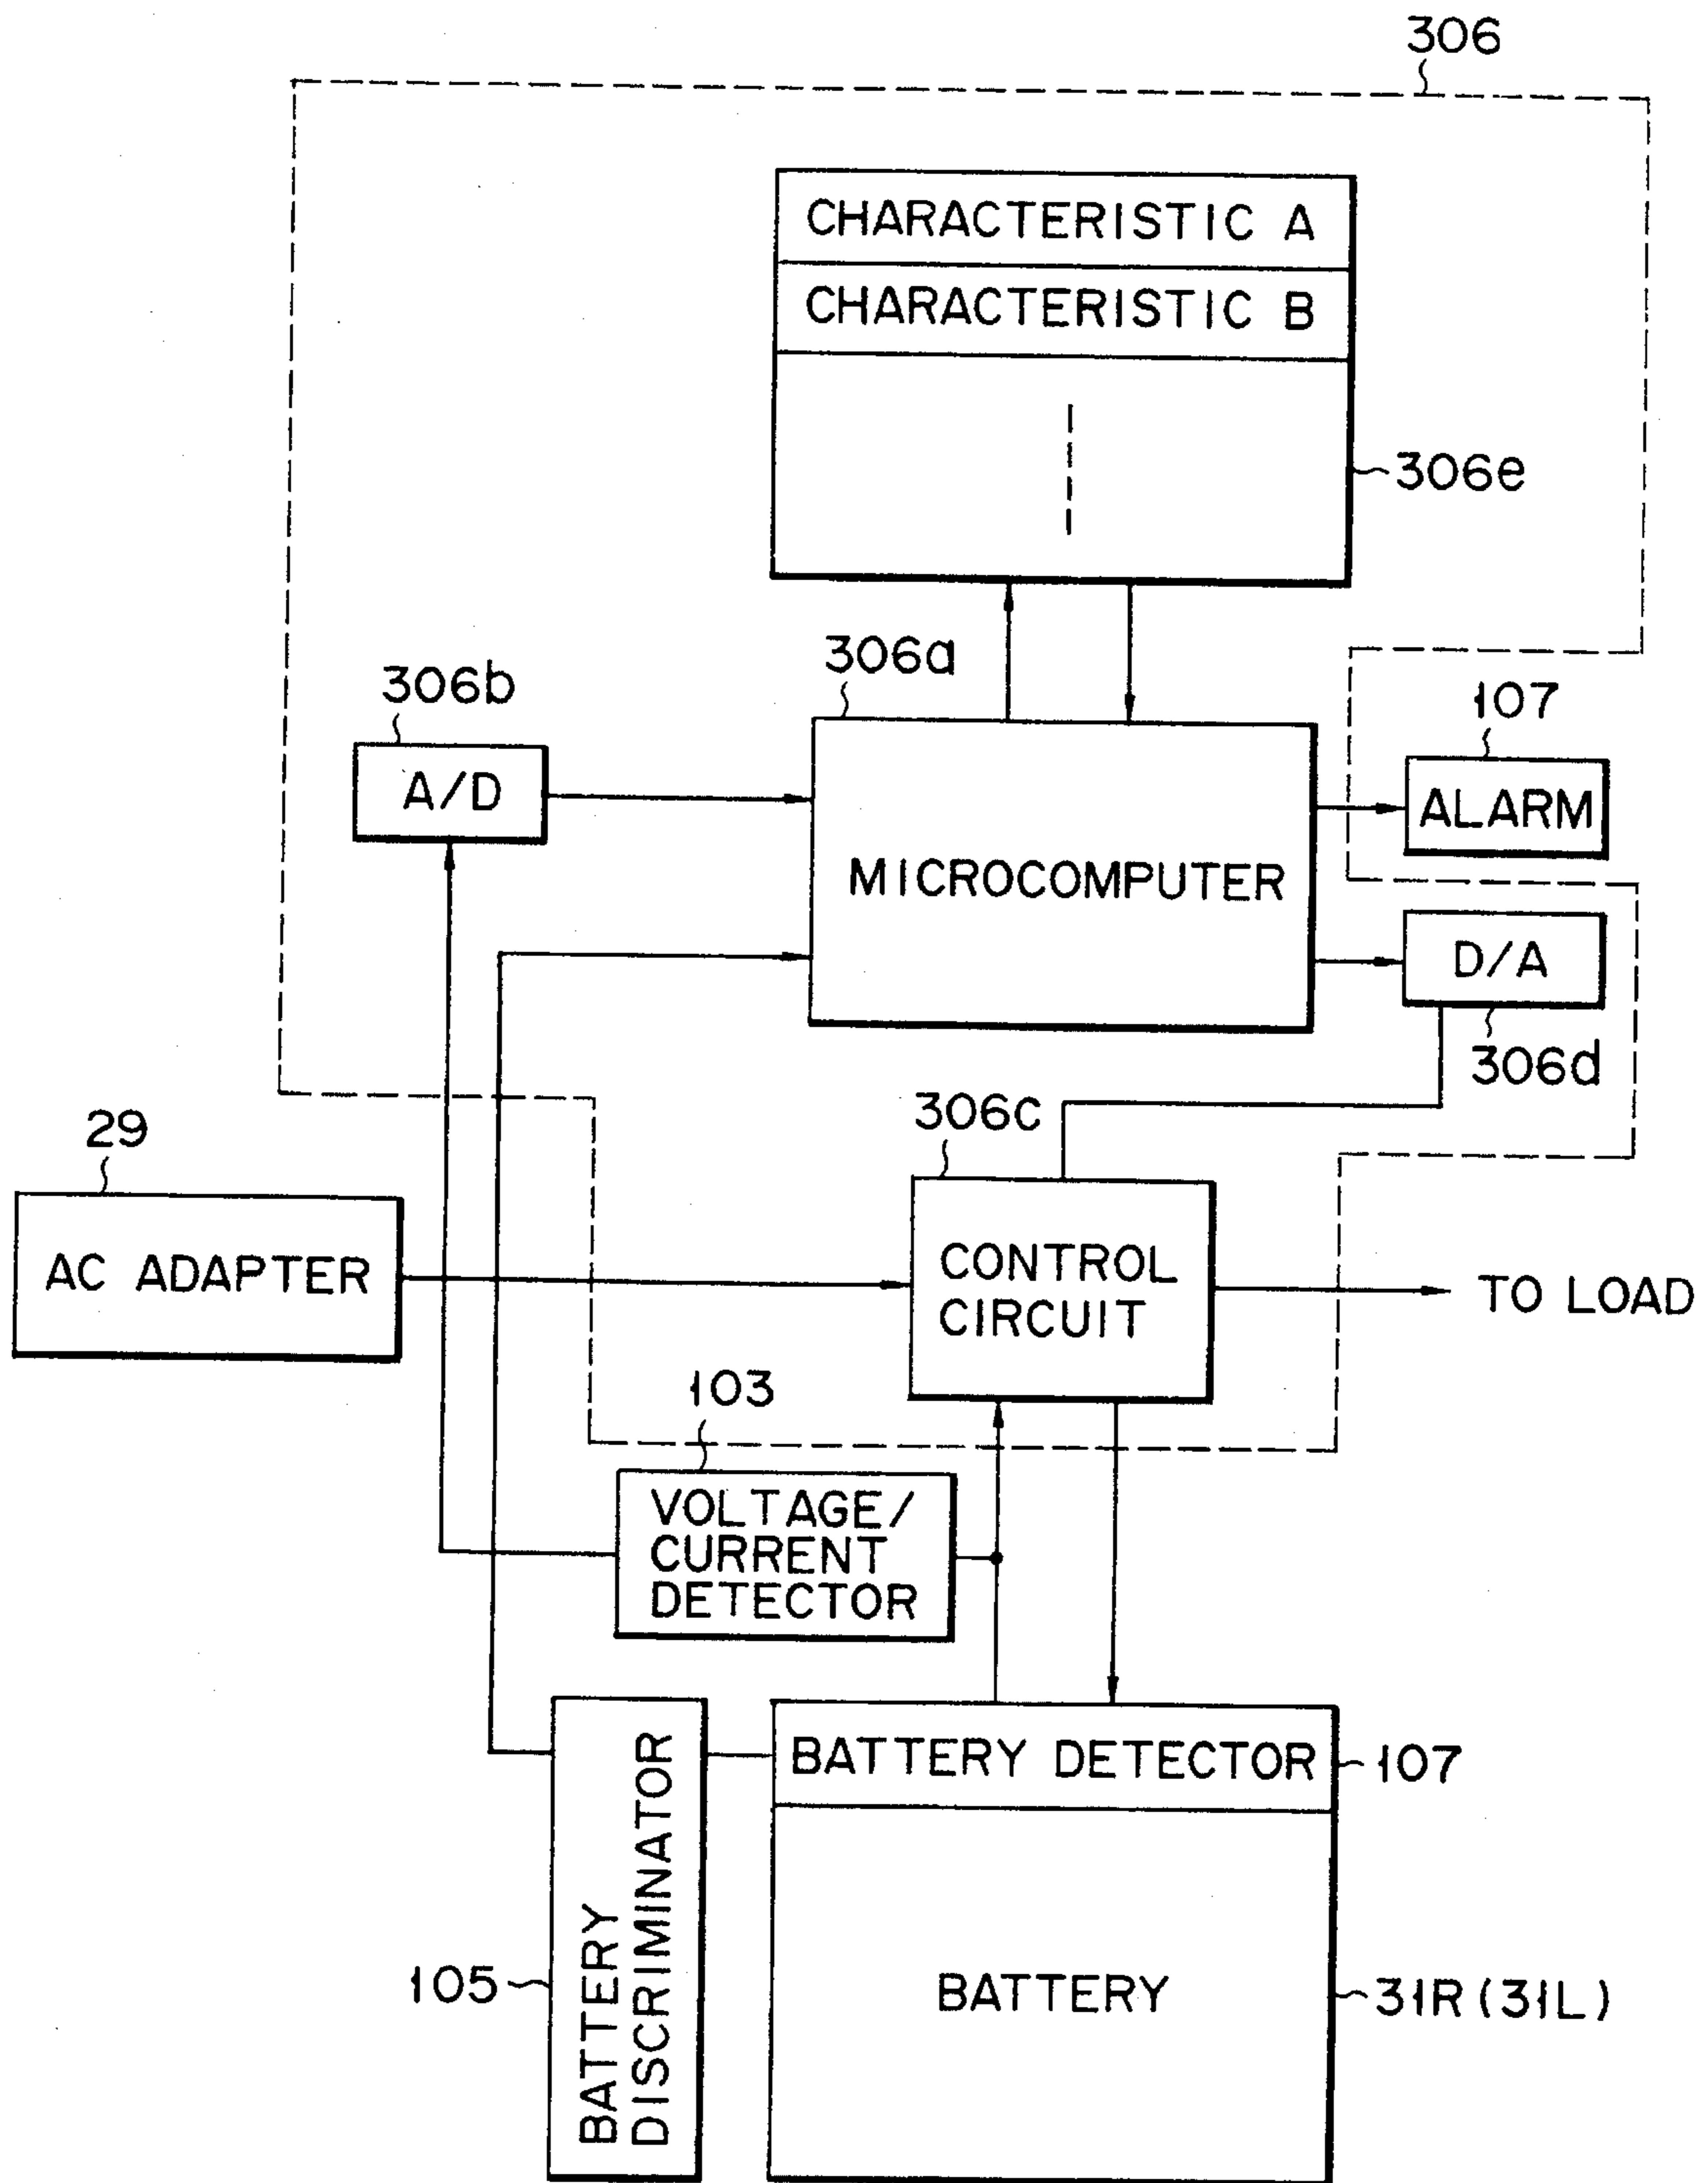 306
CHARACTERISTIC A
CHARACTERISTIC B
306e
306a
306b
107
A/D
ALARM
MICROCOMPUTER
D/A
306d
306c
29
AC ADAPTER
CONTROL
CIRCUIT
TO LOAD
103
VOLTAGE/
CURRENT
DETECTOR
BATTERY DETECTOR
107
BATTERY
DISCRIMINATOR
105
BATTERY
31R (31L)